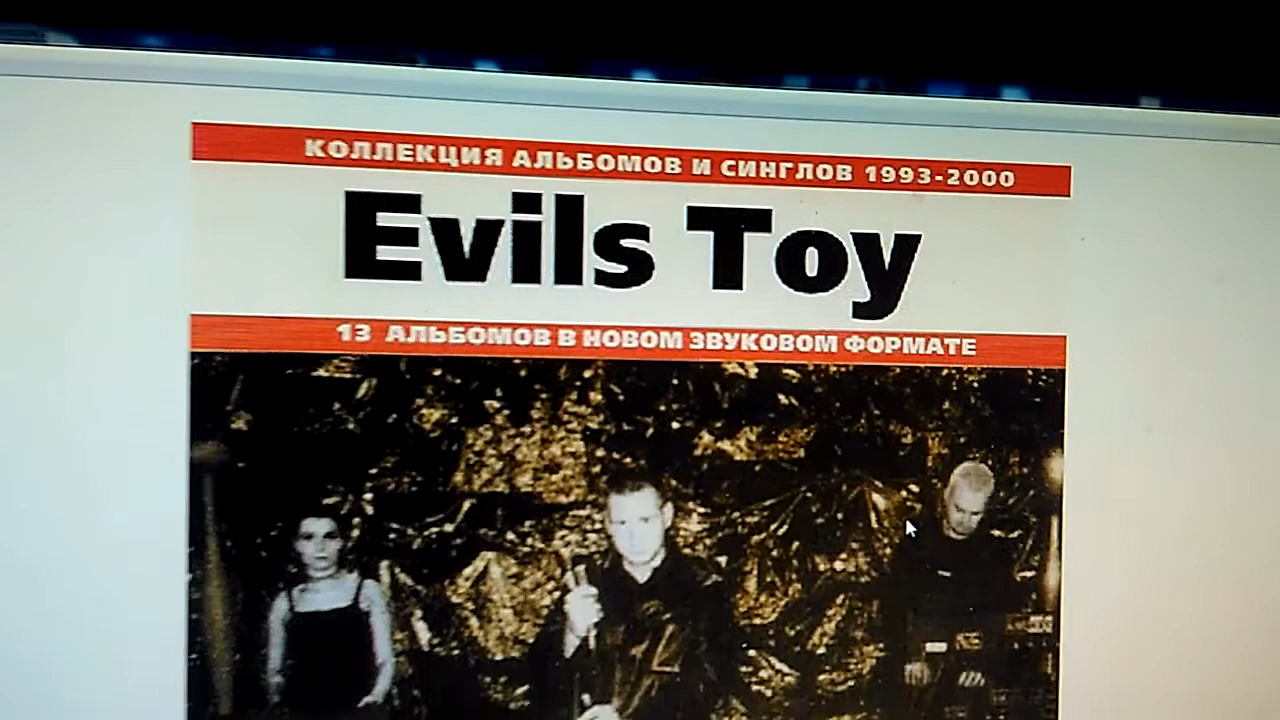 КОЛЛЕКЦИЯ АЛЬБОМОВ И СИНГЛОВ 1993-2000
Evils Toy
13 АЛЬБОМОВ В НОВОМ ЗВУКОВОМ ФОРМАТЕ